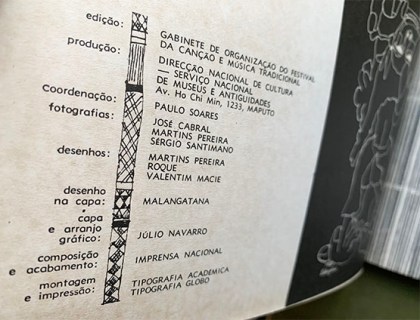 edição: GABINETE DE ORGANIZAÇÃO DO FESTIVAL
DA CANÇÃO E MÚSICA TRADICIONAL
produção: DIRECÇÃO NACIONAL DE CULTURA
— SERVIÇO NACIONAL
DE MUSEUS E ANTIGUIDADES
Av. Ho Chi Min, 1233, MAPUTO
Coordenação: PAULO SOARES
fotografias: JOSÉ CABRAL
MARTINS PEREIRA
SÉRGIO SANTIMANO
desenhos: MARTINS PEREIRA
ROQUE
VALENTIM MACIE
desenho
na capa: MALANGATANA
capa
e arranjo
gráfico: JÚLIO NAVARRO
composição
e acabamento: IMPRENSA NACIONAL
montagem
e impressão: TIPOGRAFIA ACADÉMICA
TIPOGRAFIA GLOBO